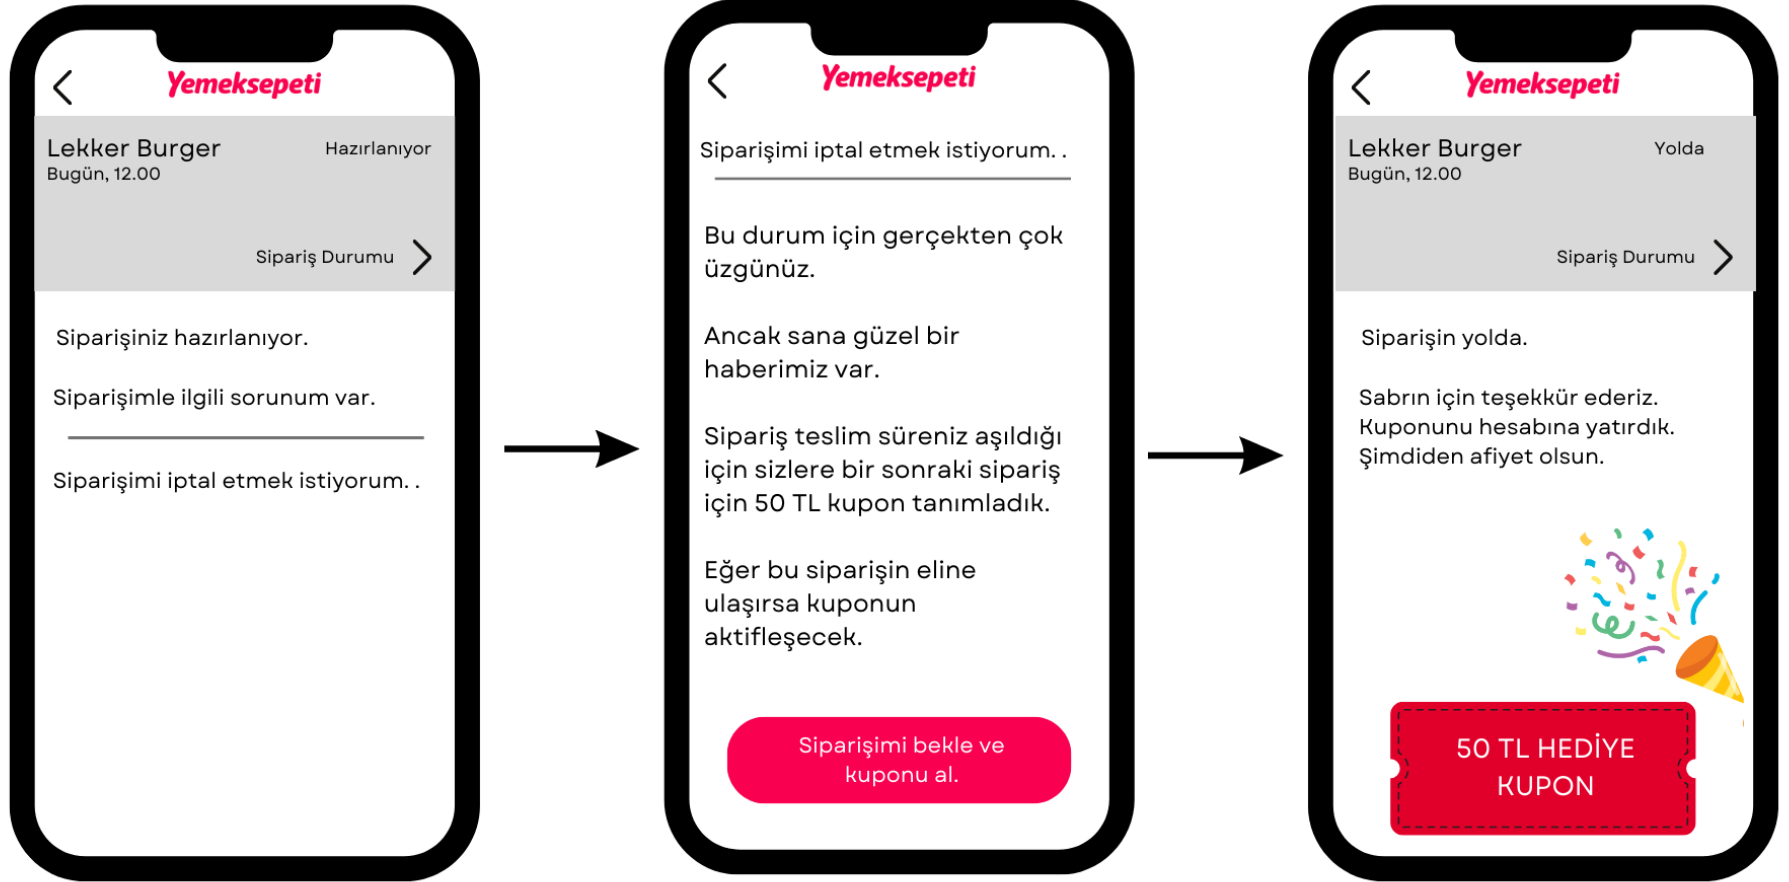 Yemeksepeti
Lekker Burger
Hazırlanıyor
Bugün, 12.00
Sipariş Durumu
Siparişiniz hazırlanıyor.
Siparişimle ilgili sorunum var.
Siparişimi iptal etmek istiyorum. .
Yemeksepeti
Siparişimi iptal etmek istiyorum. .
Bu durum için gerçekten çok
üzgünüz.
Ancak sana güzel bir
haberimiz var.
Sipariş teslim süreniz aşıldığı
için sizlere bir sonraki sipariş
için 50 TL kupon tanımladık.
Eğer bu siparişin eline
ulaşırsa kuponun
aktifleşecek.
Siparişimi bekle ve
kuponu al.
Yemeksepeti
Lekker Burger
Yolda
Bugün, 12.00
Sipariş Durumu
Siparişin yolda.
Sabrın için teşekkür ederiz.
Kuponunu hesabına yatırdık.
Şimdiden afiyet olsun.
50 TL HEDİYE
KUPON